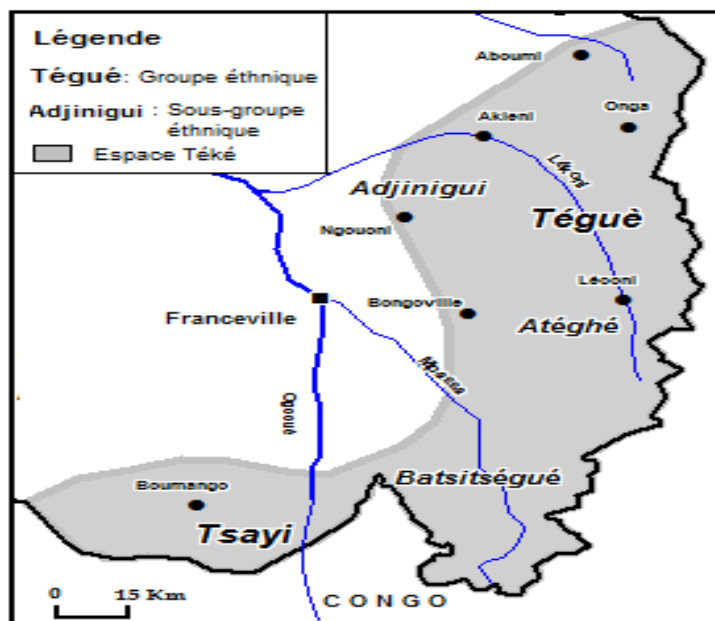 Légende
Tégué: Groupe éthnique
Adjinigui : Sous-groupe
éthnique
Espace Téké
Aboumi
Onga
Akieni
Lékoni
Adjinigui
Téguè
Ngouoni
Léconi
Franceville
Bongoville
Atéghé
Mpassa
Ogooué
Batsitségué
Boumango
Tsayi
0 15 Km
CONGO